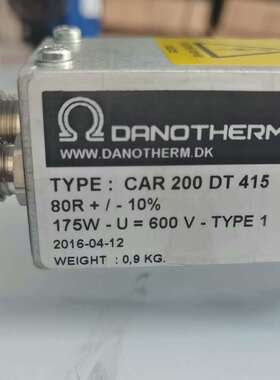 DANOTHERM
WWW.DANOTHERM.DK
TYPE : CAR 200 DT 415
80R + / - 10%
175W - U = 600 V - TYPE 1
2016-04-12
WEIGHT : 0,9 KG.